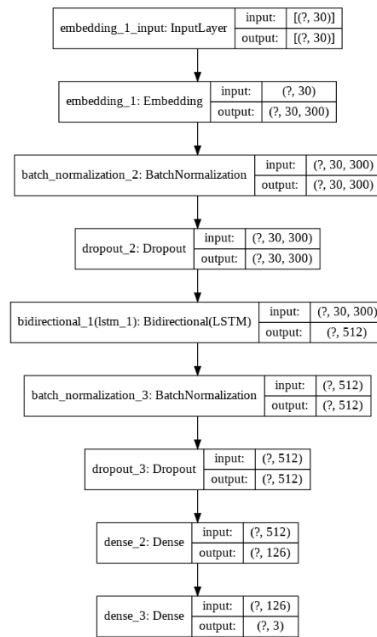 embedding_1_input: InputLayer input: [(?, 30)]
output: [(?, 30)]
embedding_1: Embedding input: (?, 30)
output: (?, 30, 300)
batch_normalization_2: BatchNormalization input: (?, 30, 300)
output: (?, 30, 300)
dropout_2: Dropout input: (?, 30, 300)
output: (?, 30, 300)
bidirectional_1(lstm_1): Bidirectional(LSTM) input: (?, 30, 300)
output: (?, 512)
batch_normalization_3: BatchNormalization input: (?, 512)
output: (?, 512)
dropout_3: Dropout input: (?, 512)
output: (?, 512)
dense_2: Dense input: (?, 512)
output: (?, 126)
dense_3: Dense input: (?, 126)
output: (?, 3)